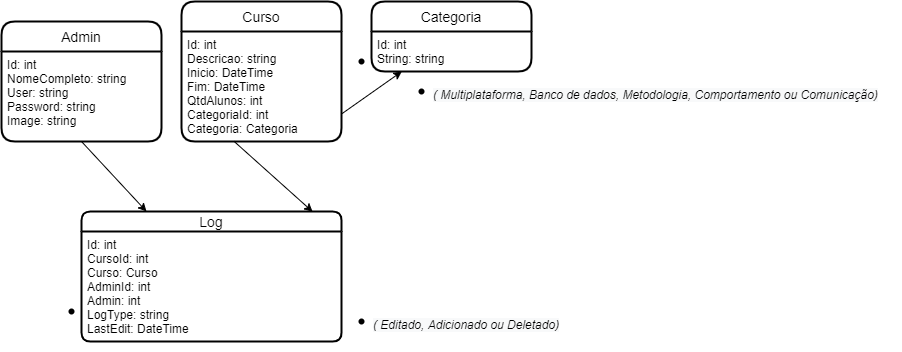 Admin
Id: int
NomeCompleto: string
User: string
Password: string
Image: string
Curso
Id: int
Descricao: string
Inicio: DateTime
Fim: DateTime
QtdAlunos: int
CategoriaId: int
Categoria: Categoria
Categoria
Id: int
String: string
( Multiplataforma, Banco de dados, Metodologia, Comportamento ou Comunicação)
Log
Id: int
CursoId: int
Curso: Curso
AdminId: int
Admin: int
LogType: string
LastEdit: DateTime
( Editado, Adicionado ou Deletado)